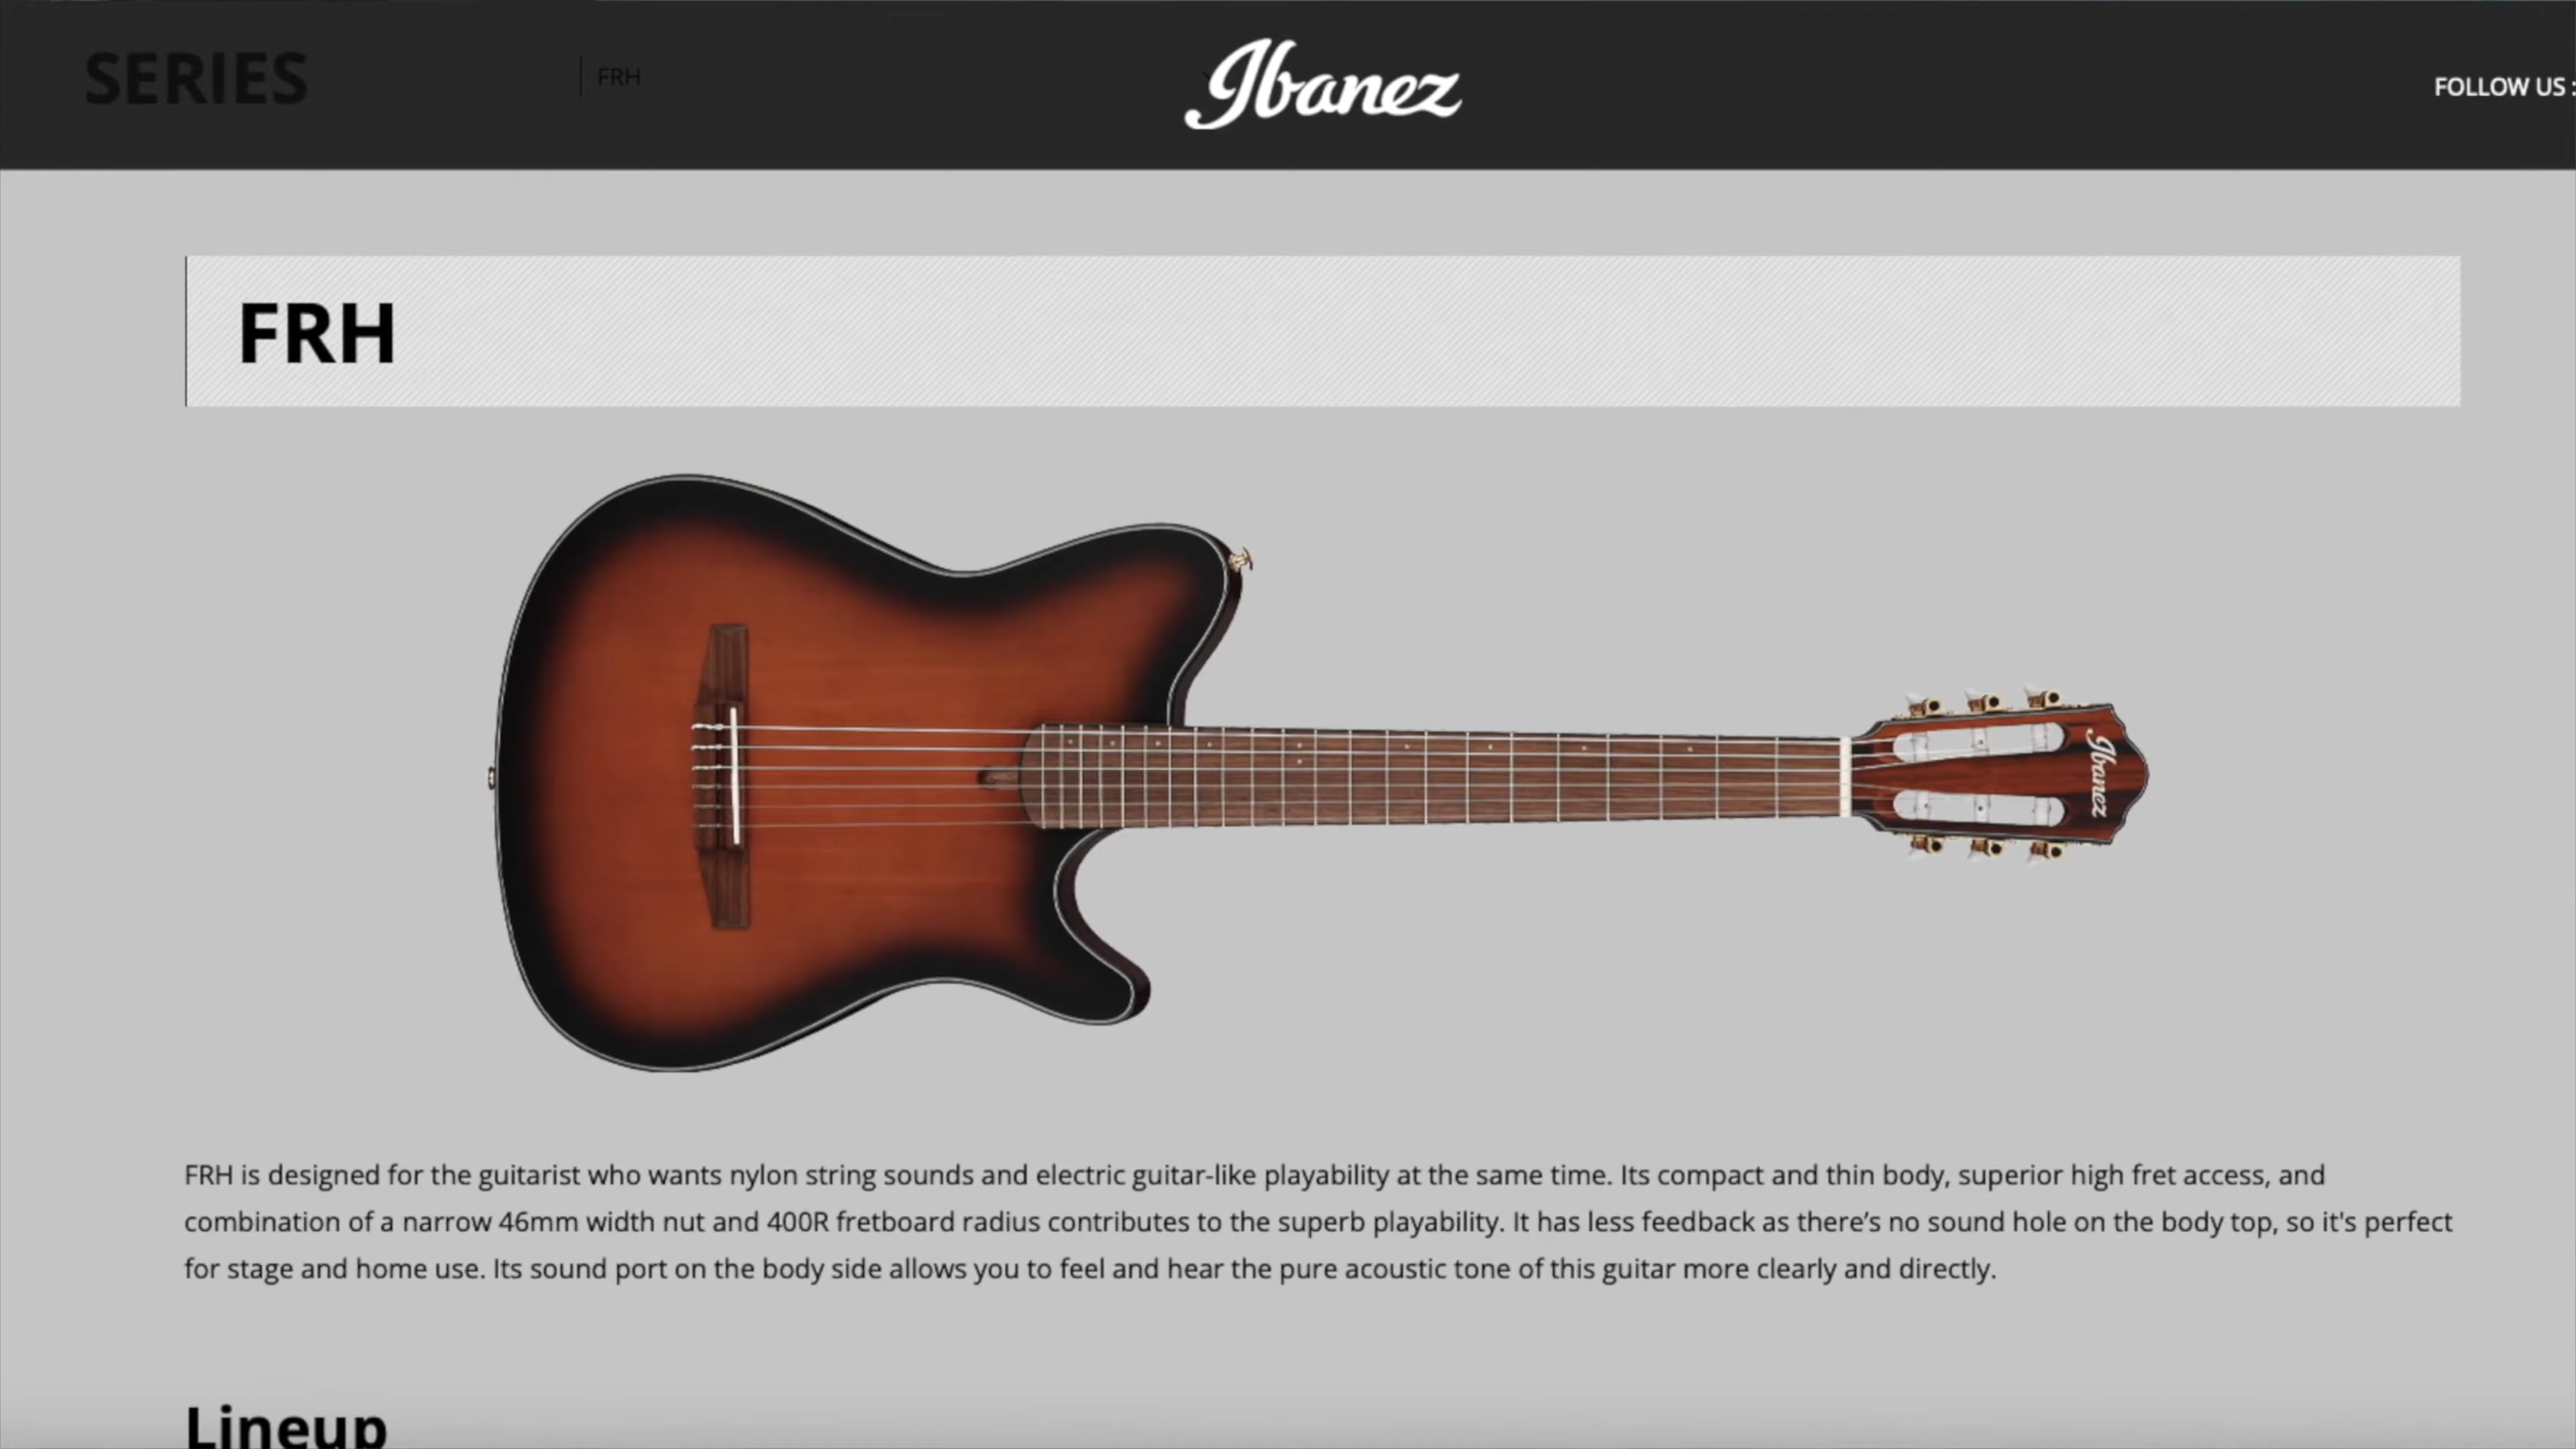 SERIES
FRH
Ibanez
FOLLOW US :
FRH
Ibanez
FRH is designed for the guitarist who wants nylon string sounds and electric guitar-like playability at the same time. Its compact and thin body, superior high fret access, and
combination of a narrow 46mm width nut and 400R fretboard radius contributes to the superb playability. It has less feedback as there’s no sound hole on the body top, so it's perfect
for stage and home use. Its sound port on the body side allows you to feel and hear the pure acoustic tone of this guitar more clearly and directly.
Lineup